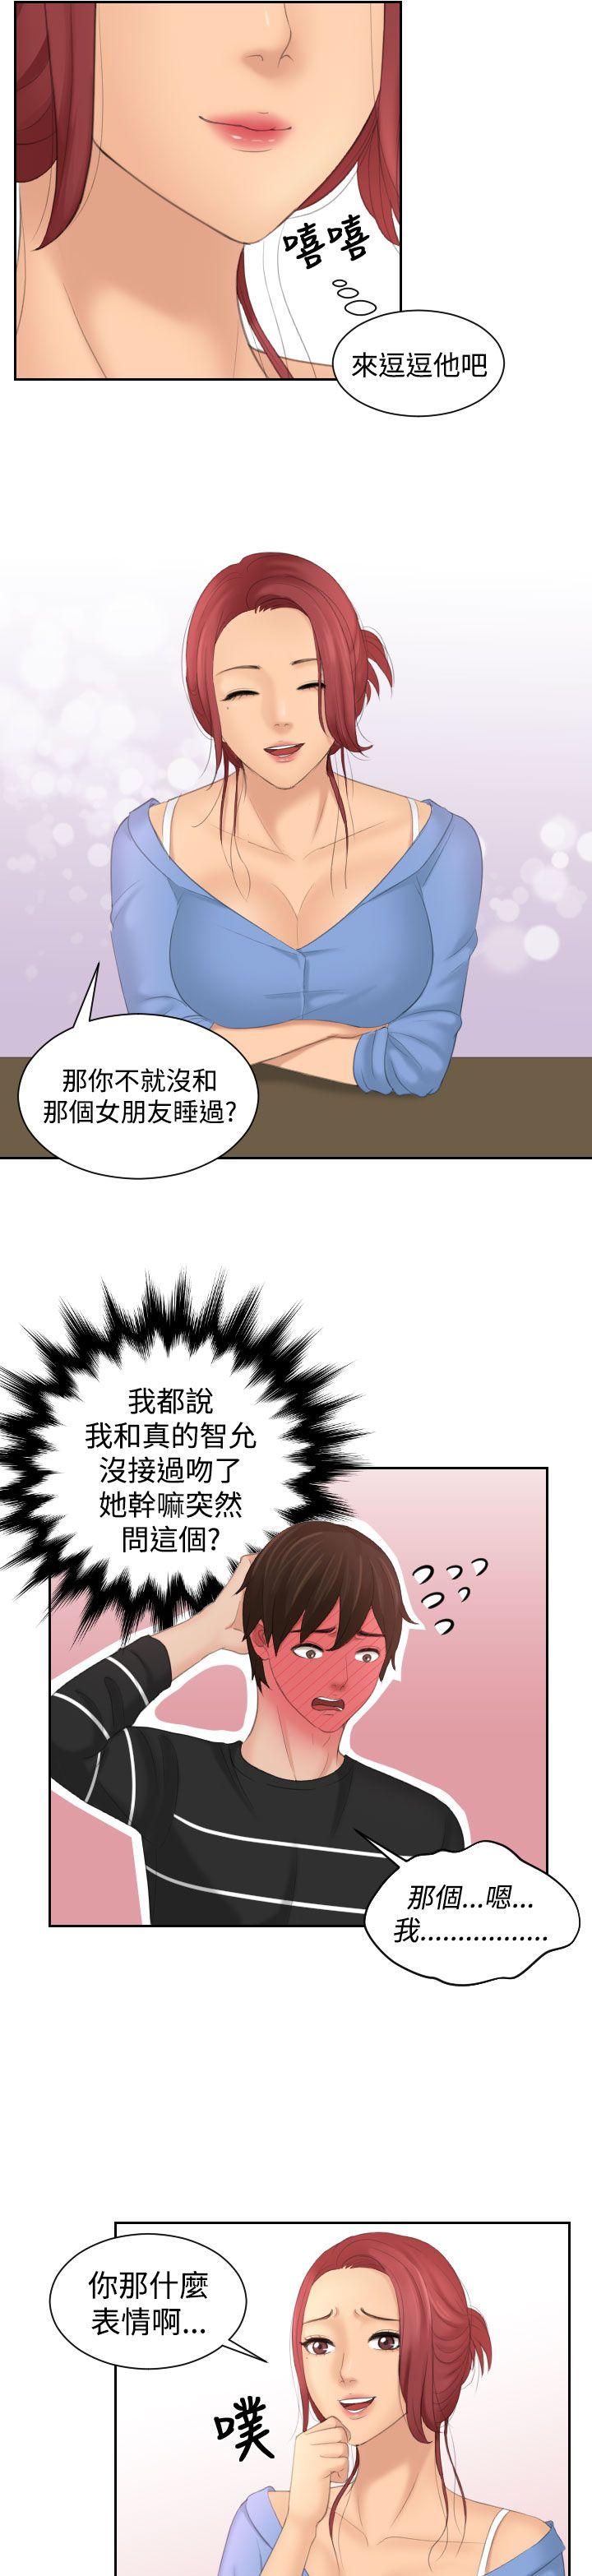 嘻嘻
來逗逗他吧
那你不就沒和
那個女朋友睡過?
我都說
我和真的智允
沒接過吻了
她幹嘛突然
問這個?
那個...嗯...
我.................
你那什麼
表情啊...
噗